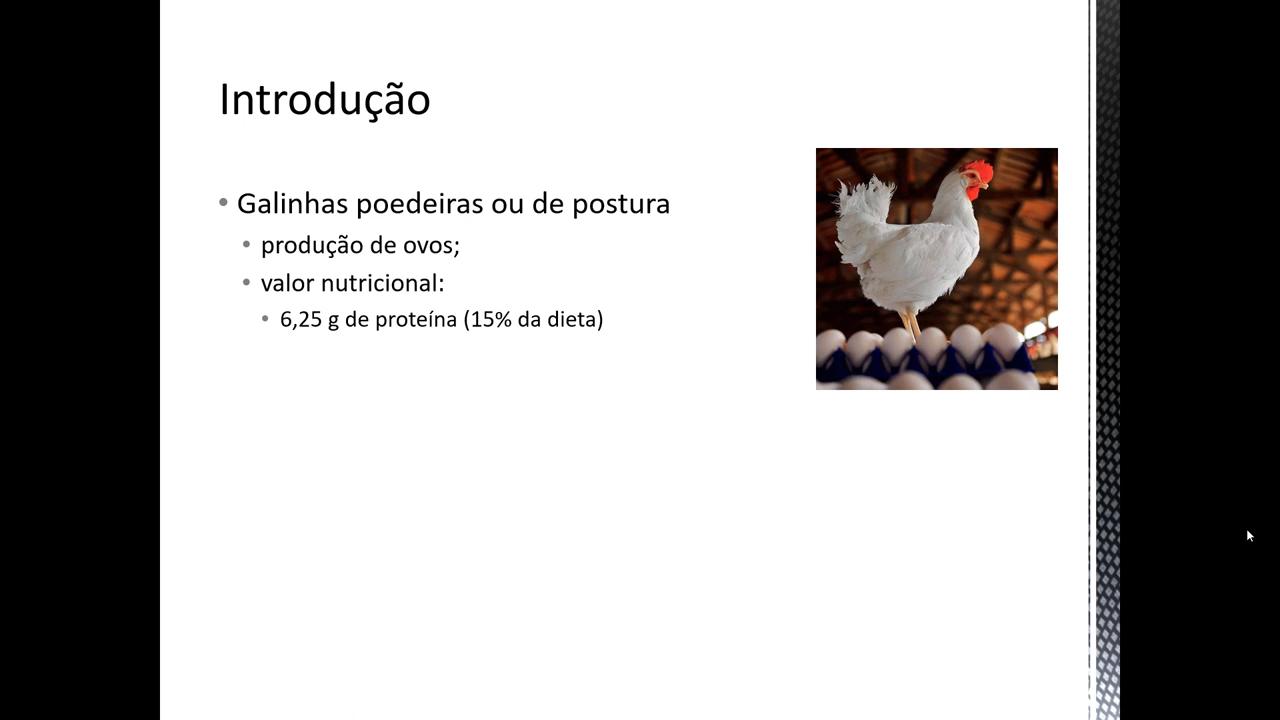 Introdução
• Galinhas poedeiras ou de postura
• produção de ovos;
• valor nutricional:
• 6,25 g de proteína (15% da dieta)